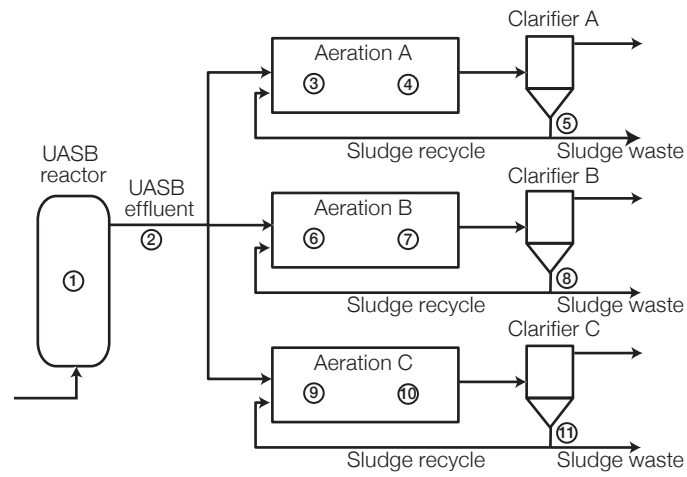 Clarifier A
Aeration A
③ ④
⑤
Sludge recycle Sludge waste
UASB
reactor
UASB
effluent
①
②
Clarifier B
Aeration B
⑥ ⑦
⑧
Sludge recycle Sludge waste
Clarifier C
Aeration C
⑨ ⑩
⑪
Sludge recycle Sludge waste